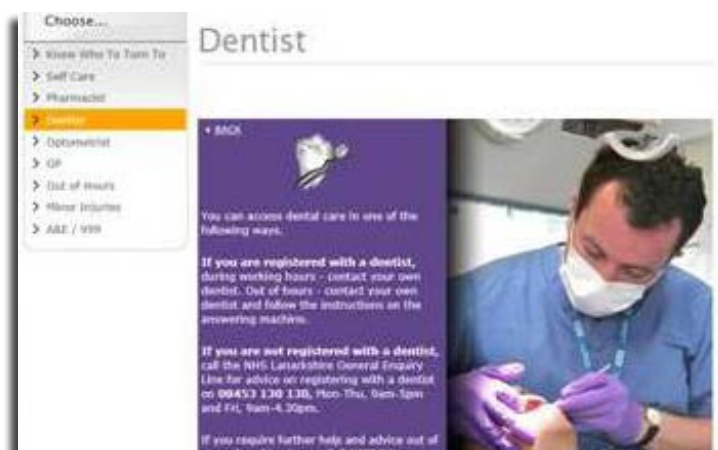 Choose...
Know Who To Turn To
Self Care
Pharmacist
Dentist
Optometrist
GP
Out of Hours
Minor Injuries
A&E / 999
Dentist
BACK
You can access dental care in one of the
following ways.
If you are registered with a dentist,
during working hours - contact your own
dentist. Out of hours - contact your own
dentist and follow the instructions on the
answering machine.
If you are not registered with a dentist,
call the NHS Lanarkshire General Enquiry
Line for advice on registering with a dentist
on 08453 130 130, Mon-Thu, 9am-5pm
and Fri, 9am-4.30pm.
If you require further help and advice out of